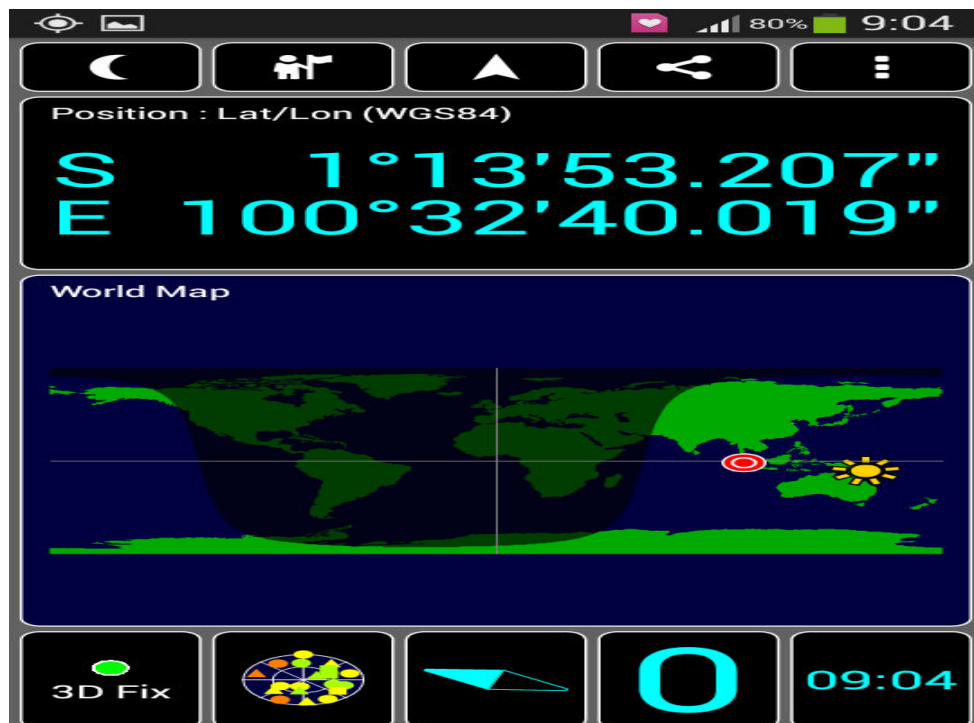 80% 9:04
Position : Lat/Lon (WGS84)
S 1°13'53.207"
E 100°32'40.019"
World Map
3D Fix
0
09:04